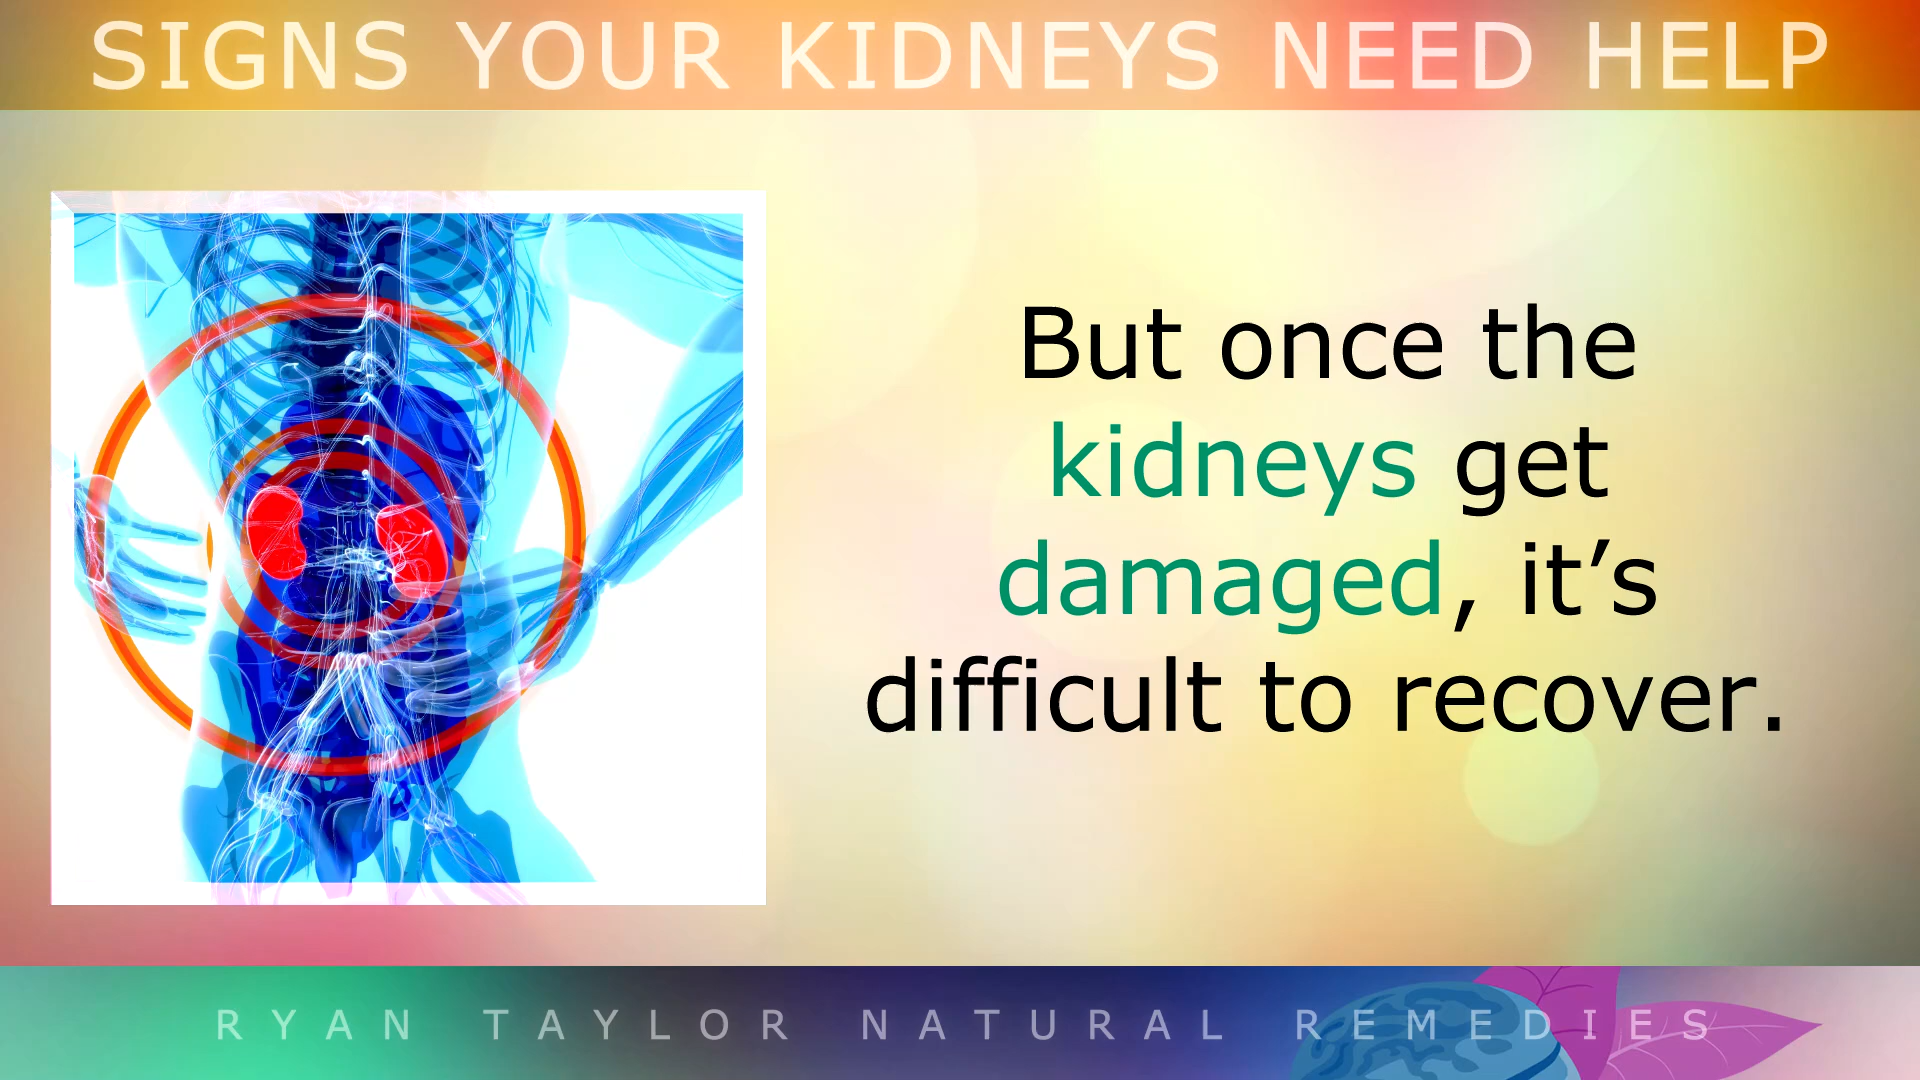 SIGNS YOUR KIDNEYS NEED HELP
But once the
kidneys get
damaged, it’s
difficult to recover.
RYAN TAYLOR NATURAL REMEDIES